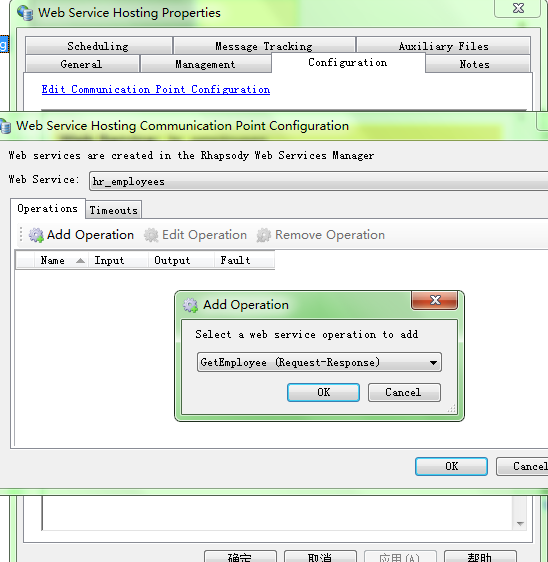 Web Service Hosting Properties
Scheduling Message Tracking Auxiliary Files
General Management Configuration Notes
Edit Communication Point Configuration
Web Service Hosting Communication Point Configuration
Web services are created in the Rhapsody Web Services Manager
Web Service: hr_employees
Operations Timeouts
Add Operation Edit Operation Remove Operation
Name Input Output Fault
Add Operation
Select a web service operation to add
GetEmployee (Request-Response)
OK Cancel
OK Cancel
确定 取消 应用(A) 帮助